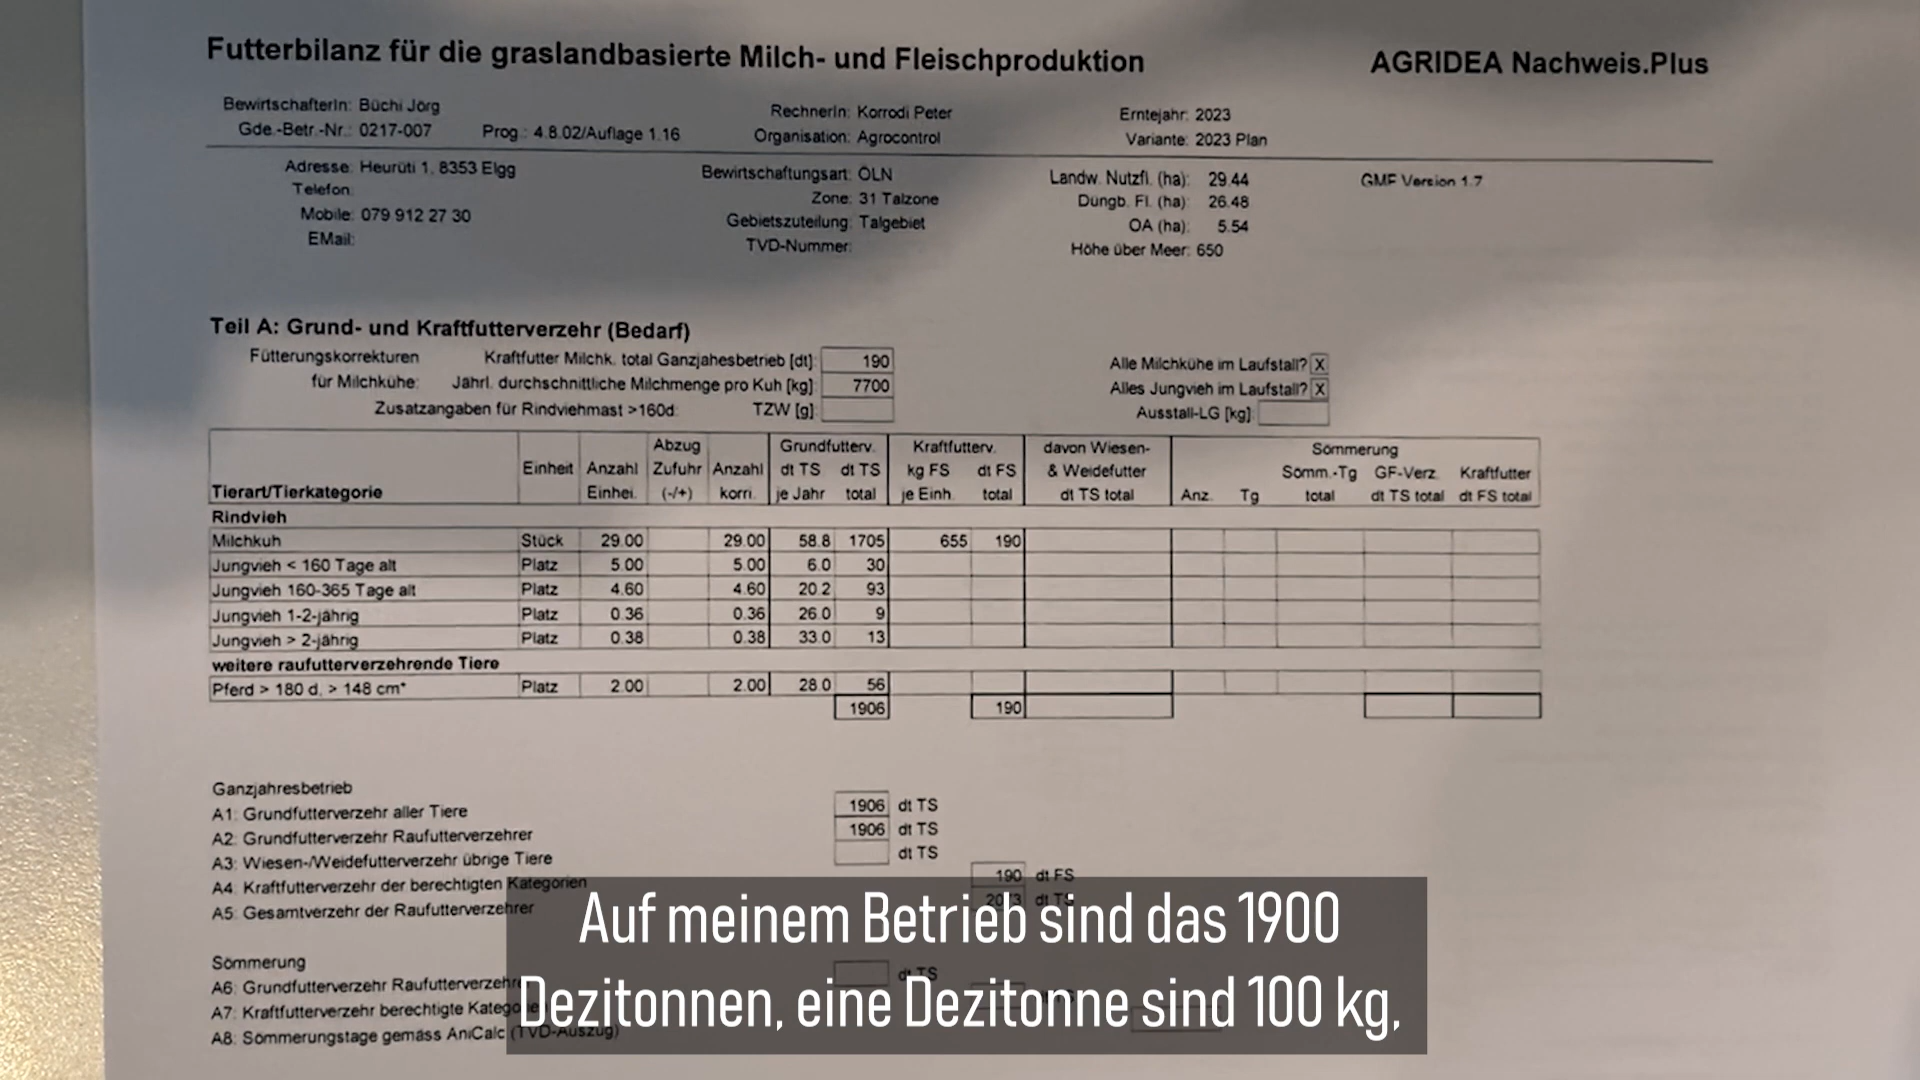 Futterbilanz für die graslandbasierte Milch- und Fleischproduktion AGRIDEA Nachweis.Plus
BewirtschafterIn: Büchi Jörg RechnerIn: Korrodi Peter Erntejahr: 2023
Gde.-Betr.-Nr.: 0217-007 Prog.: 4.8.02/Auflage 1.16 Organisation: Agrocontrol Variante: 2023 Plan
Adresse: Heurüti 1, 8353 Elgg Bewirtschaftungsart: ÖLN Landw. Nutzfl. (ha): 29.44 GMF Version 1.7
Telefon: Zone: 31 Talzone Düngb. Fl. (ha): 26.48
Mobile: 079 912 27 30 Gebietszuteilung: Talgebiet OA (ha): 5.54
EMail: TVD-Nummer: Höhe über Meer: 650
Teil A: Grund- und Kraftfutterverzehr (Bedarf)
Fütterungskorrekturen Kraftfutter Milchk. total Ganzjahesbetrieb [dt]: 190 Alle Milchkühe im Laufstall? X
für Milchkühe: Jährl. durchschnittliche Milchmenge pro Kuh [kg]: 7700 Alles Jungvieh im Laufstall? X
Zusatzangaben für Rindviehmast >160d: TZW [g]: Ausstall-LG [kg]:
Abzug Grundfutterv. Kraftfutterv. davon Wiesen- Sömmerung
Einheit Anzahl Zufuhr Anzahl dt TS dt TS kg FS dt FS & Weidefutter Sömm.-Tg GF-Verz. Kraftfutter
Tierart/Tierkategorie Einhei. (-/+) korri. je Jahr total je Einh. total dt TS total Anz. Tg total dt TS total dt FS total
Rindvieh
Milchkuh Stück 29.00 29.00 58.8 1705 655 190
Jungvieh < 160 Tage alt Platz 5.00 5.00 6.0 30
Jungvieh 160-365 Tage alt Platz 4.60 4.60 20.2 93
Jungvieh 1-2-jährig Platz 0.36 0.36 26.0 9
Jungvieh > 2-jährig Platz 0.38 0.38 33.0 13
weitere raufutterverzehrende Tiere
Pferd > 180 d, > 148 cm* Platz 2.00 2.00 28.0 56
1906 190
Ganzjahresbetrieb
A1: Grundfutterverzehr aller Tiere 1906 dt TS
A2: Grundfutterverzehr Raufutterverzehrer 1906 dt TS
A3: Wiesen-/Weidefutterverzehr übrige Tiere dt TS
A4: Kraftfutterverzehr der berechtigten Kategorien 190 dt FS
A5: Gesamtverzehr der Raufutterverzehrer 2073 dt TS
Sömmerung
A6: Grundfutterverzehr Raufutterverzehre dt TS
A7: Kraftfutterverzehr berechtigte Katego
A8: Sömmerungstage gemäss AniCalc (TVD-Auszug)
Auf meinem Betrieb sind das 1900
Dezitonnen, eine Dezitonne sind 100 kg,